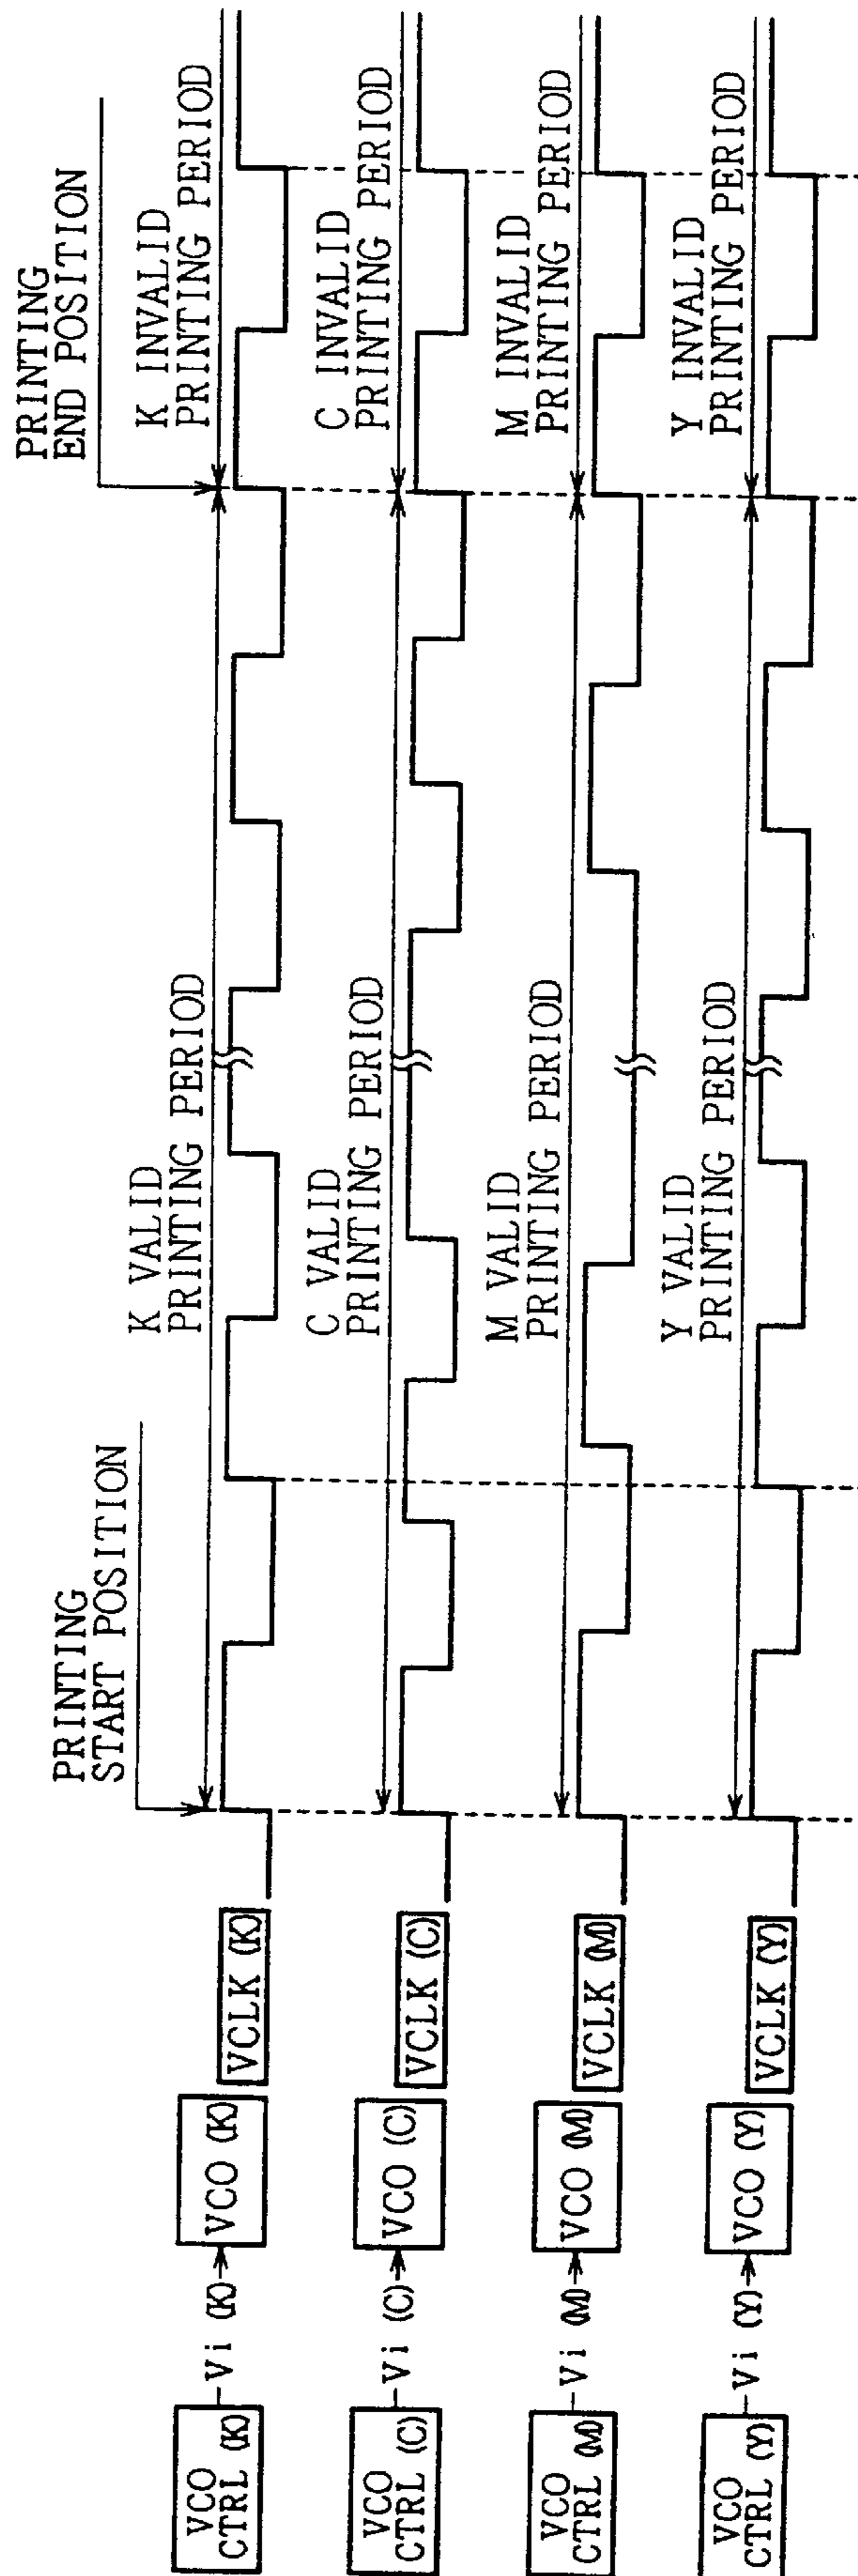 PRINTING
START POSITION
PRINTING
END POSITION
VCO
CTRL (K)
Vi (K)
VCO (K)
VCLK (K)
K VALID
PRINTING PERIOD
K INVALID
PRINTING PERIOD
VCO
CTRL (C)
Vi (C)
VCO (C)
VCLK (C)
C VALID
PRINTING PERIOD
C INVALID
PRINTING PERIOD
VCO
CTRL (M)
Vi (M)
VCO (M)
VCLK (M)
M VALID
PRINTING PERIOD
M INVALID
PRINTING PERIOD
VCO
CTRL (Y)
Vi (Y)
VCO (Y)
VCLK (Y)
Y VALID
PRINTING PERIOD
Y INVALID
PRINTING PERIOD